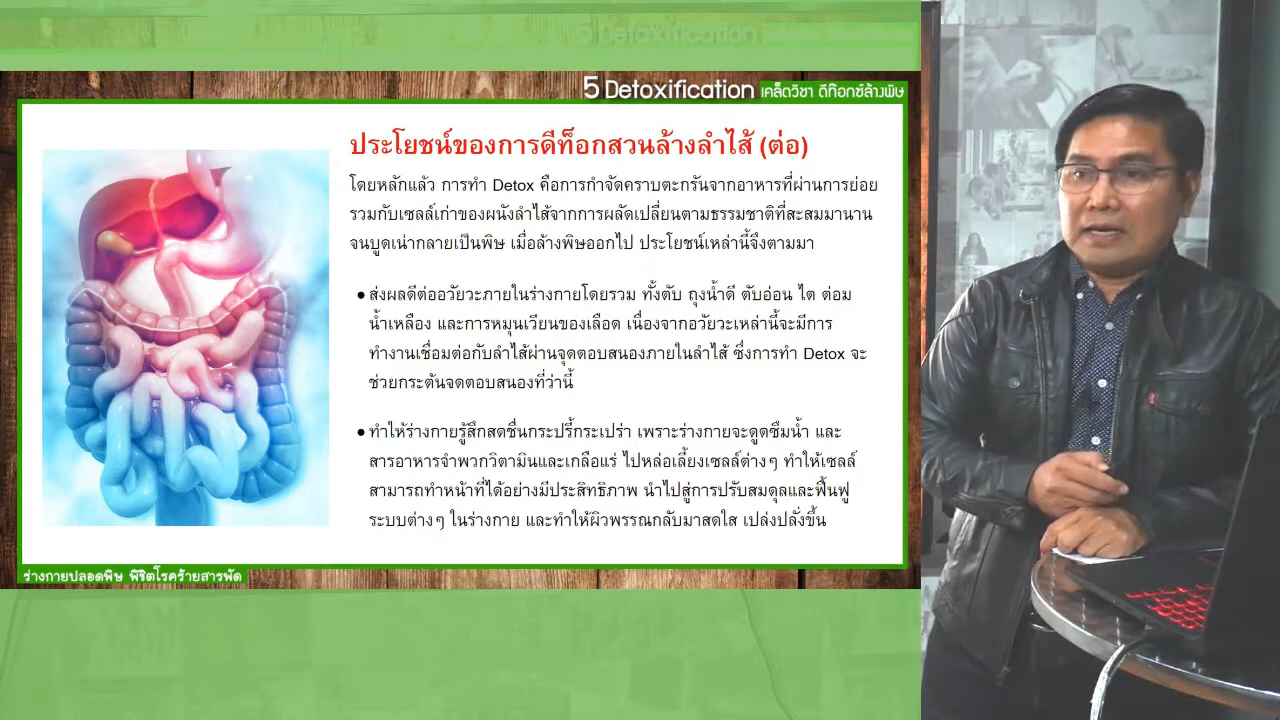 5 Detoxification เคล็ดวิชา ดีท๊อกซ์ล้างพิษ
ประโยชน์ของการดีท็อกสวนล้างลำไส้ (ต่อ)
โดยหลักแล้ว การทำ Detox คือการกำจัดคราบตะกรันจากอาหารที่ผ่านการย่อย
รวมกับเซลล์เก่าของผนังลำไส้จากการผลัดเปลี่ยนตามธรรมชาติที่สะสมมานาน
จนบูดเน่ากลายเป็นพิษ เมื่อล้างพิษออกไป ประโยชน์เหล่านี้จึงตามมา
● ส่งผลดีต่ออวัยวะภายในร่างกายโดยรวม ทั้งตับ ถุงน้ำดี ตับอ่อน ไต ต่อม
น้ำเหลือง และการหมุนเวียนของเลือด เนื่องจากอวัยวะเหล่านี้จะมีการ
ทำงานเชื่อมต่อกับลำไส้ผ่านจุดตอบสนองภายในลำไส้ ซึ่งการทำ Detox จะ
ช่วยกระตุ้นจุดตอบสนองที่ว่านี้
● ทำให้ร่างกายรู้สึกสดชื่นกระปรี้กระเปร่า เพราะร่างกายจะดูดซึมน้ำ และ
สารอาหารจำพวกวิตามินและเกลือแร่ ไปหล่อเลี้ยงเซลล์ต่างๆ ทำให้เซลล์
สามารถทำหน้าที่ได้อย่างมีประสิทธิภาพ นำไปสู่การปรับสมดุลและฟื้นฟู
ระบบต่างๆ ในร่างกาย และทำให้ผิวพรรณกลับมาสดใส เปล่งปลั่งขึ้น
ร่างกายปลอดพิษ พิชิตโรคร้ายสารพัด